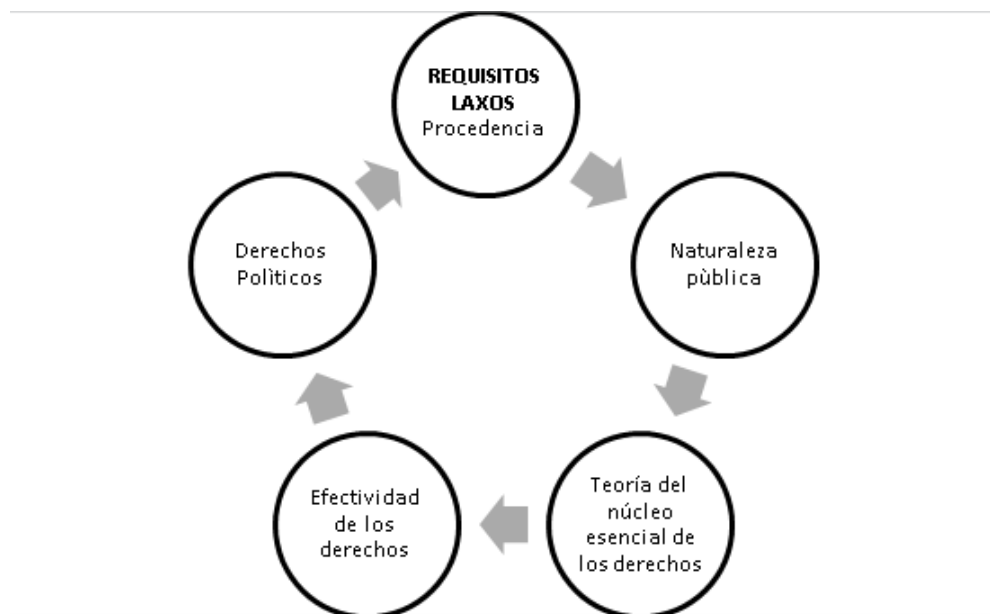 REQUISITOS
LAXOS
Procedencia
Naturaleza
pùblica
Teoría del
núcleo
esencial de
los derechos
Efectividad
de los
derechos
Derechos
Polìticos